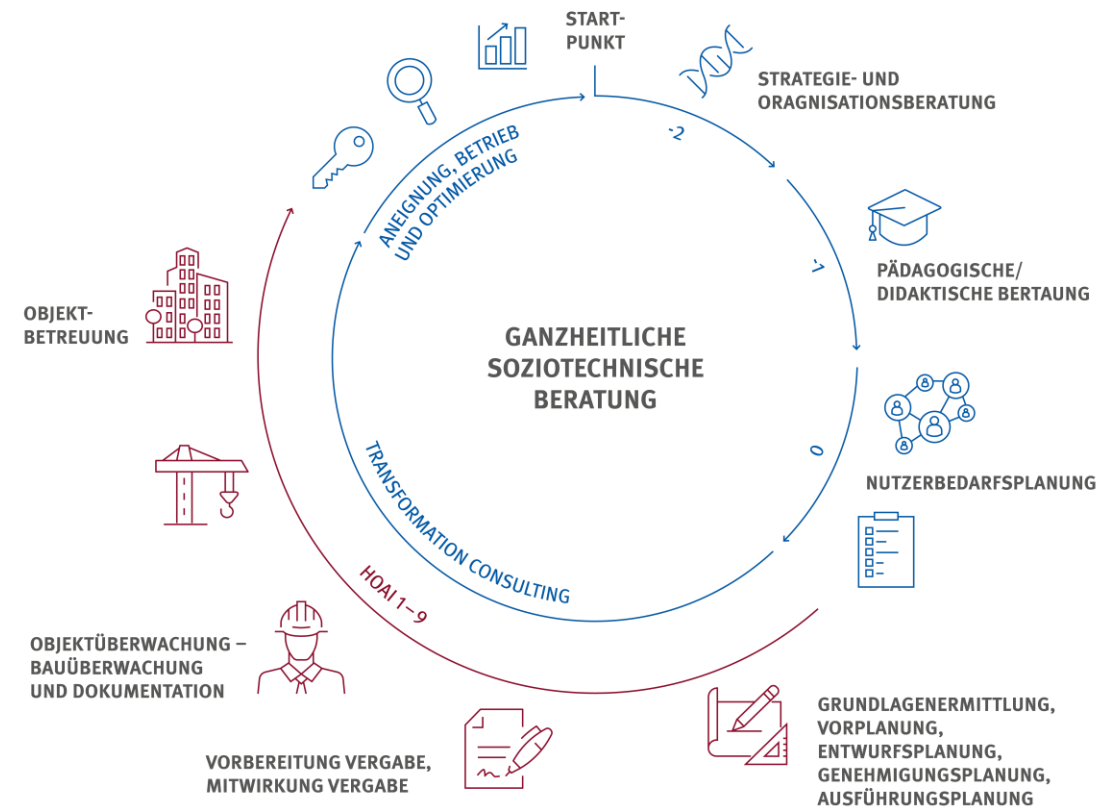 START-
PUNKT
STRATEGIE- UND
ORAGNISATIONSBERATUNG
-2
-1
PÄDAGOGISCHE/
DIDAKTISCHE BERTAUNG
0
NUTZERBEDARFSPLANUNG
GRUNDLAGENERMITTLUNG,
VORPLANUNG,
ENTWURFSPLANUNG,
GENEHMIGUNGSPLANUNG,
AUSFÜHRUNGSPLANUNG
VORBEREITUNG VERGABE,
MITWIRKUNG VERGABE
OBJEKTÜBERWACHUNG –
BAUÜBERWACHUNG
UND DOKUMENTATION
HOAI 1–9
OBJEKT-
BETREUUNG
TRANSFORMATION CONSULTING
ANEIGNUNG, BETRIEB
UND OPTIMIERUNG
GANZHEITLICHE
SOZIOTECHNISCHE
BERATUNG